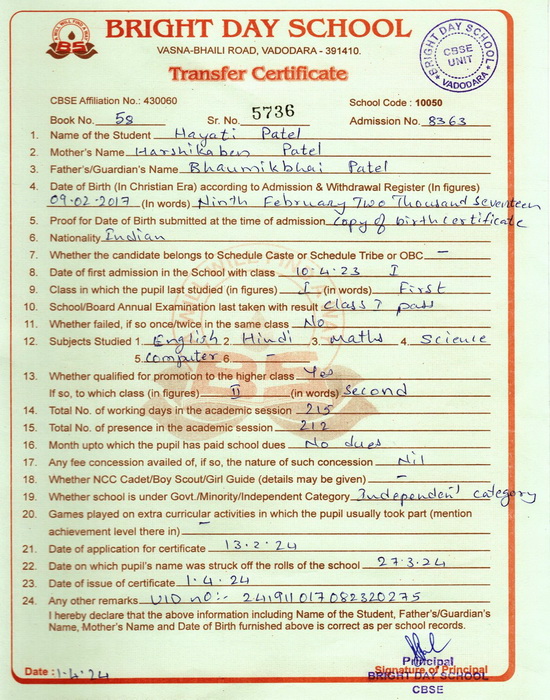 BRIGHT DAY SCHOOL
VASNA-BHAILI ROAD, VADODARA - 391410.
Transfer Certificate
BRIGHT DAY SCHOOL
CBSE
UNIT
VADODARA
CBSE Affiliation No.: 430060
School Code : 10050
Book No. 58 Sr. No. 5736 Admission No. 8363
1. Name of the Student Hayati Patel
2. Mother's Name Harshikaben Patel
3. Father's/Guardian's Name Bhaumikbhai Patel
4. Date of Birth (In Christian Era) according to Admission & Withdrawal Register (In figures)
09.02.2017 (In words) Ninth February Two Thousand Seventeen
5. Proof for Date of Birth submitted at the time of admission Copy of birth certificate
6. Nationality Indian
7. Whether the candidate belongs to Schedule Caste or Schedule Tribe or OBC —
8. Date of first admission in the School with class 10.4.23 I
9. Class in which the pupil last studied (in figures) I (in words) First
10. School/Board Annual Examination last taken with result Class I pass
11. Whether failed, if so once/twice in the same class No
12. Subjects Studied 1. English 2. Hindi 3. Maths 4. Science
5. Computer 6. —
13. Whether qualified for promotion to the higher class Yes
If so, to which class (in figures) II (in words) Second
14. Total No. of working days in the academic session 215
15. Total No. of presence in the academic session 212
16. Month upto which the pupil has paid school dues No dues
17. Any fee concession availed of, if so, the nature of such concession Nil
18. Whether NCC Cadet/Boy Scout/Girl Guide (details may be given) —
19. Whether school is under Govt./Minority/Independent Category Independent category
20. Games played on extra curricular activities in which the pupil usually took part (mention
achievement level there in) —
21. Date of application for certificate 13.2.24
22. Date on which pupil's name was struck off the rolls of the school 27.3.24
23. Date of issue of certificate 1.4.24
24. Any other remarks UID no:- 241911017082320275
I hereby declare that the above information including Name of the Student, Father's/Guardian's
Name, Mother's Name and Date of Birth furnished above is correct as per school records.
Principal
Date : 1.4.24 Signature of Principal
BRIGHT DAY SCHOOL
CBSE